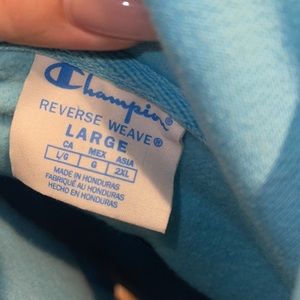 Champion
REVERSE WEAVE®
LARGE
CA MEX ASIA
L/G G 2XL
MADE IN HONDURAS
FABRIQUÉ AU HONDURAS
HECHO EN HONDURAS